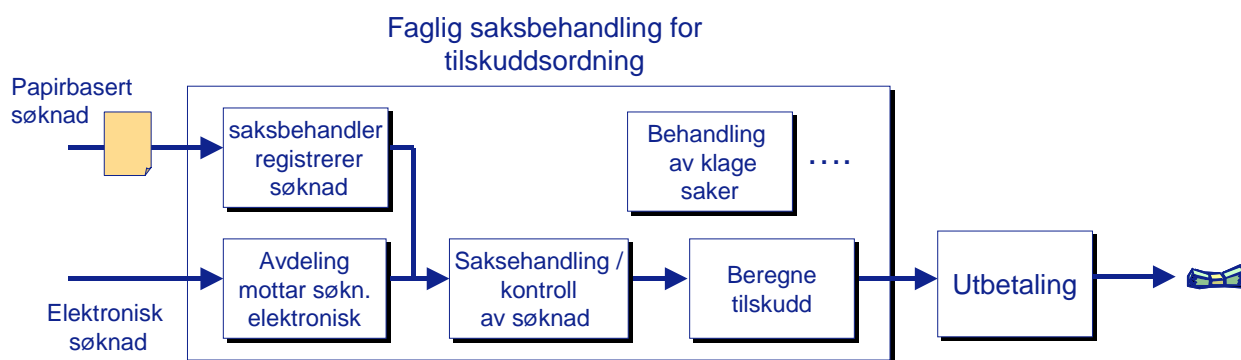 Faglig saksbehandling for
tilskuddsordning
Papirbasert
søknad
saksbehandler
registrerer
søknad
Behandling
av klage
saker
....
Elektronisk
søknad
Avdeling
mottar søkn.
elektronisk
Saksehandling /
kontroll
av søknad
Beregne
tilskudd
Utbetaling